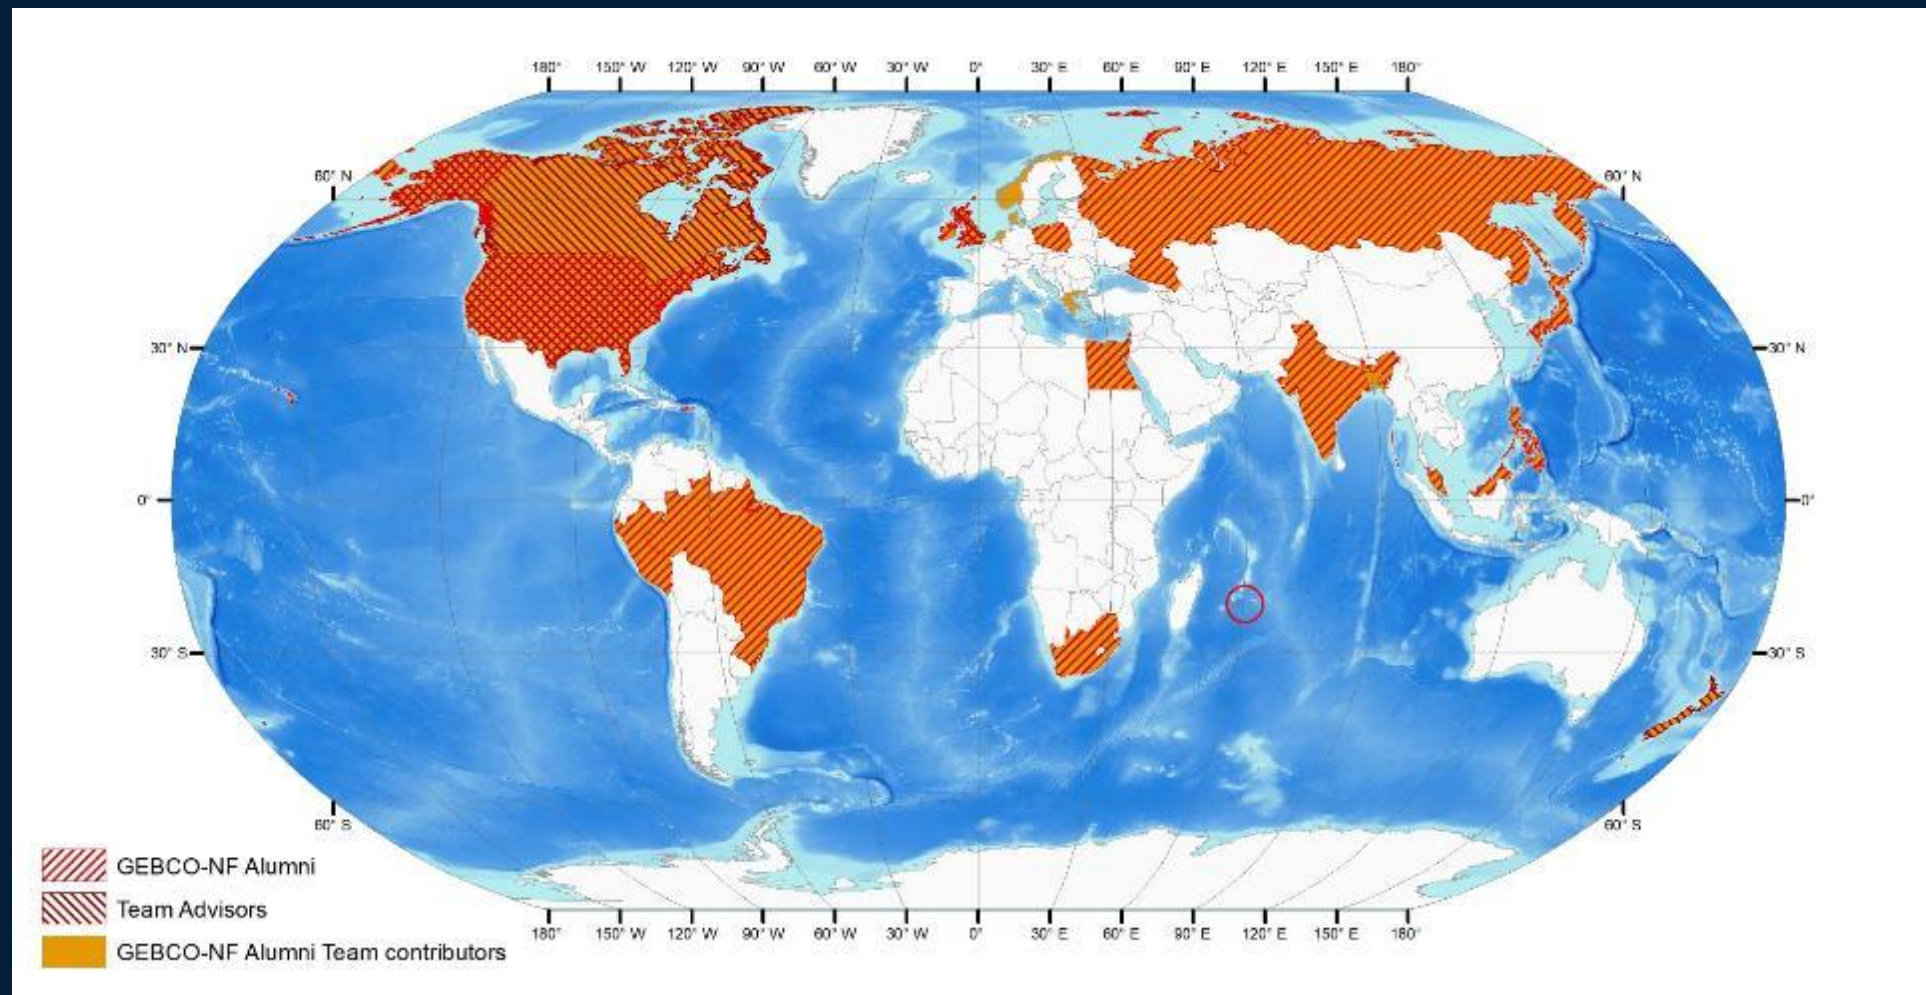 180° 150° W 120° W 90° W 60° W 30° W 0° 30° E 60° E 90° E 120° E 150° E 180°
60° N 60° N
30° N 30° N
0° 0°
30° S 30° S
60° S 60° S
GEBCO-NF Alumni
Team Advisors
180° 150° W 120° W 90° W 60° W 30° W 0° 30° E 60° E 90° E 120° E 150° E 180°
GEBCO-NF Alumni Team contributors